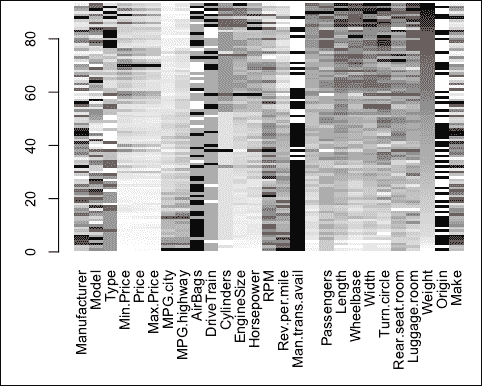 80
60
40
20
0
Manufacturer
Model
Type
Min.Price
Price
Max.Price
MPG.city
MPG.highway
AirBags
DriveTrain
Cylinders
EngineSize
Horsepower
RPM
Rev.per.mile
Man.trans.avail
Passengers
Length
Wheelbase
Width
Turn.circle
Rear.seat.room
Luggage.room
Weight
Origin
Make